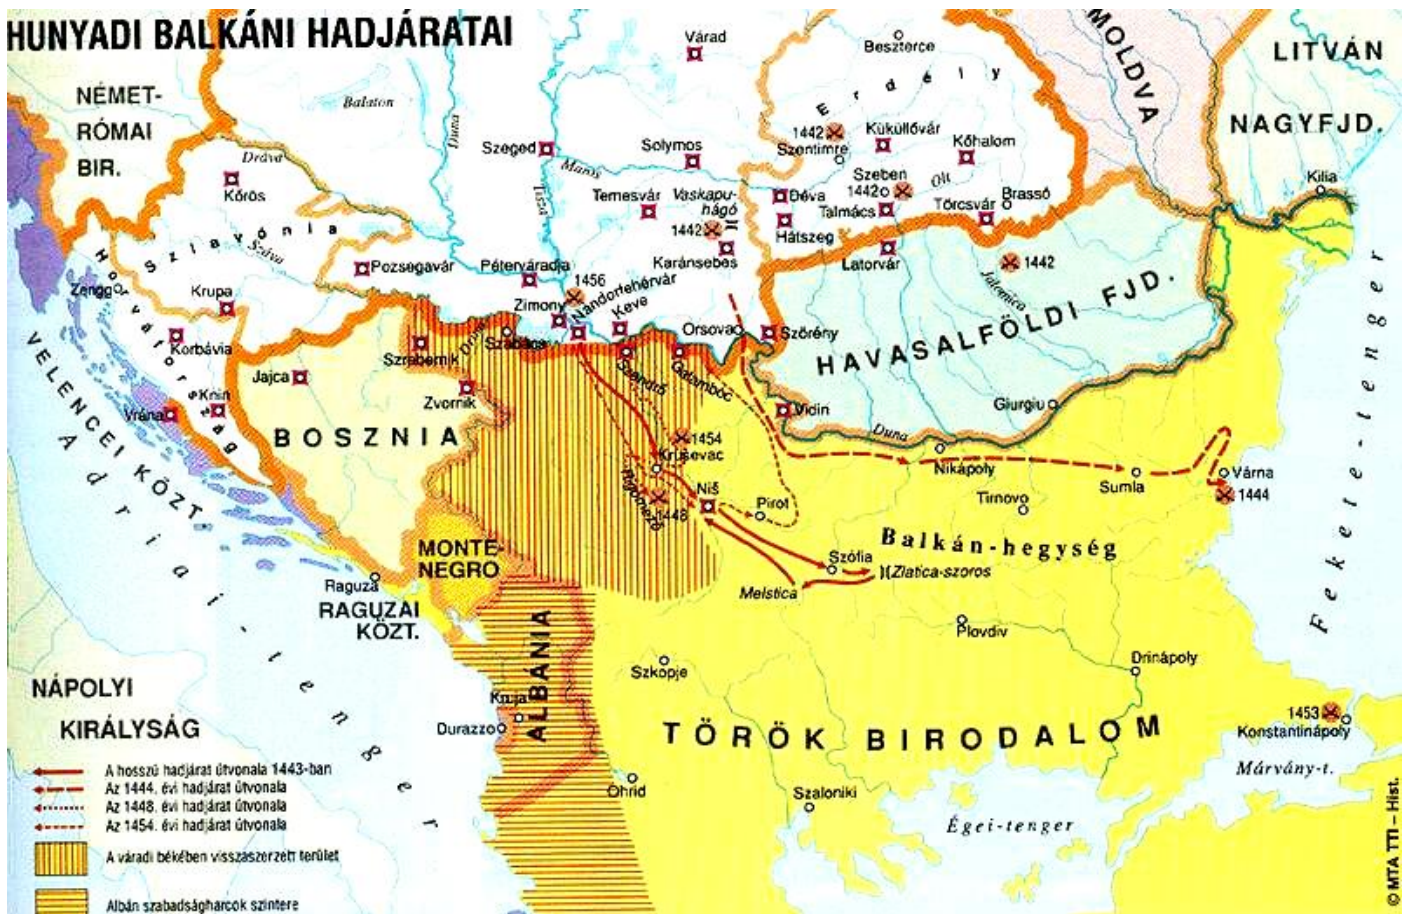 HUNYADI BALKÁNI HADJÁRATAI
NÉMET-
RÓMAI
BIR.
Balaton
Duna
Dráva
Kőrös
Szlavónia
Száva
Pozsegavár
Horvátország
Zengg
Krupa
Korbávia
Knin
Vrána
Jajca
BOSZNIA
VELENCEI KÖZT.
Adriai-tenger
Várad
Szeged
Maros
Tisza
Solymos
Temesvár
Vaskapu-
hágó
1442
Karánsebes
Péterváradja
1456
Zimony
Nándorfehérvár
Keve
Orsova
Szörény
Szrebernik
Drina
Szabács
Zvornik
Szendrő
Galambóc
Beszterce
Erdély
1442
Szentimre
Küküllővár
Kőhalom
Szeben
1442
Olt
Déva
Talmács
Hátszeg
Törcsvár
Brassó
Latorvár
1442
Jalomica
MOLDVA
LITVÁN
NAGYFJD.
Kilia
HAVASALFÖLDI FJD.
Vidin
Giurgiu
Duna
Nikápoly
Sumla
Várna
1444
Tirnovo
Fekete-tenger
1454
Krusevac
Rigómező
1448
Niš
Pirot
Balkán-hegység
Szófia
Zlatica-szoros
Melstica
Plovdiv
Drinápoly
MONTE-
NEGRO
Raguza
RAGUZAI
KÖZT.
ALBÁNIA
Kruja
Durazzo
Szkopje
Ohrid
TÖRÖK BIRODALOM
1453
Konstantinápoly
Márvány-t.
Szaloniki
Égei-tenger
NÁPOLYI
KIRÁLYSÁG
A hosszú hadjárat útvonala 1443-ban
Az 1444. évi hadjárat útvonala
Az 1448. évi hadjárat útvonala
Az 1454. évi hadjárat útvonala
A váradi békében visszaszerzett terület
Albán szabadságharcok színtere
© MTA TTI – Hist.